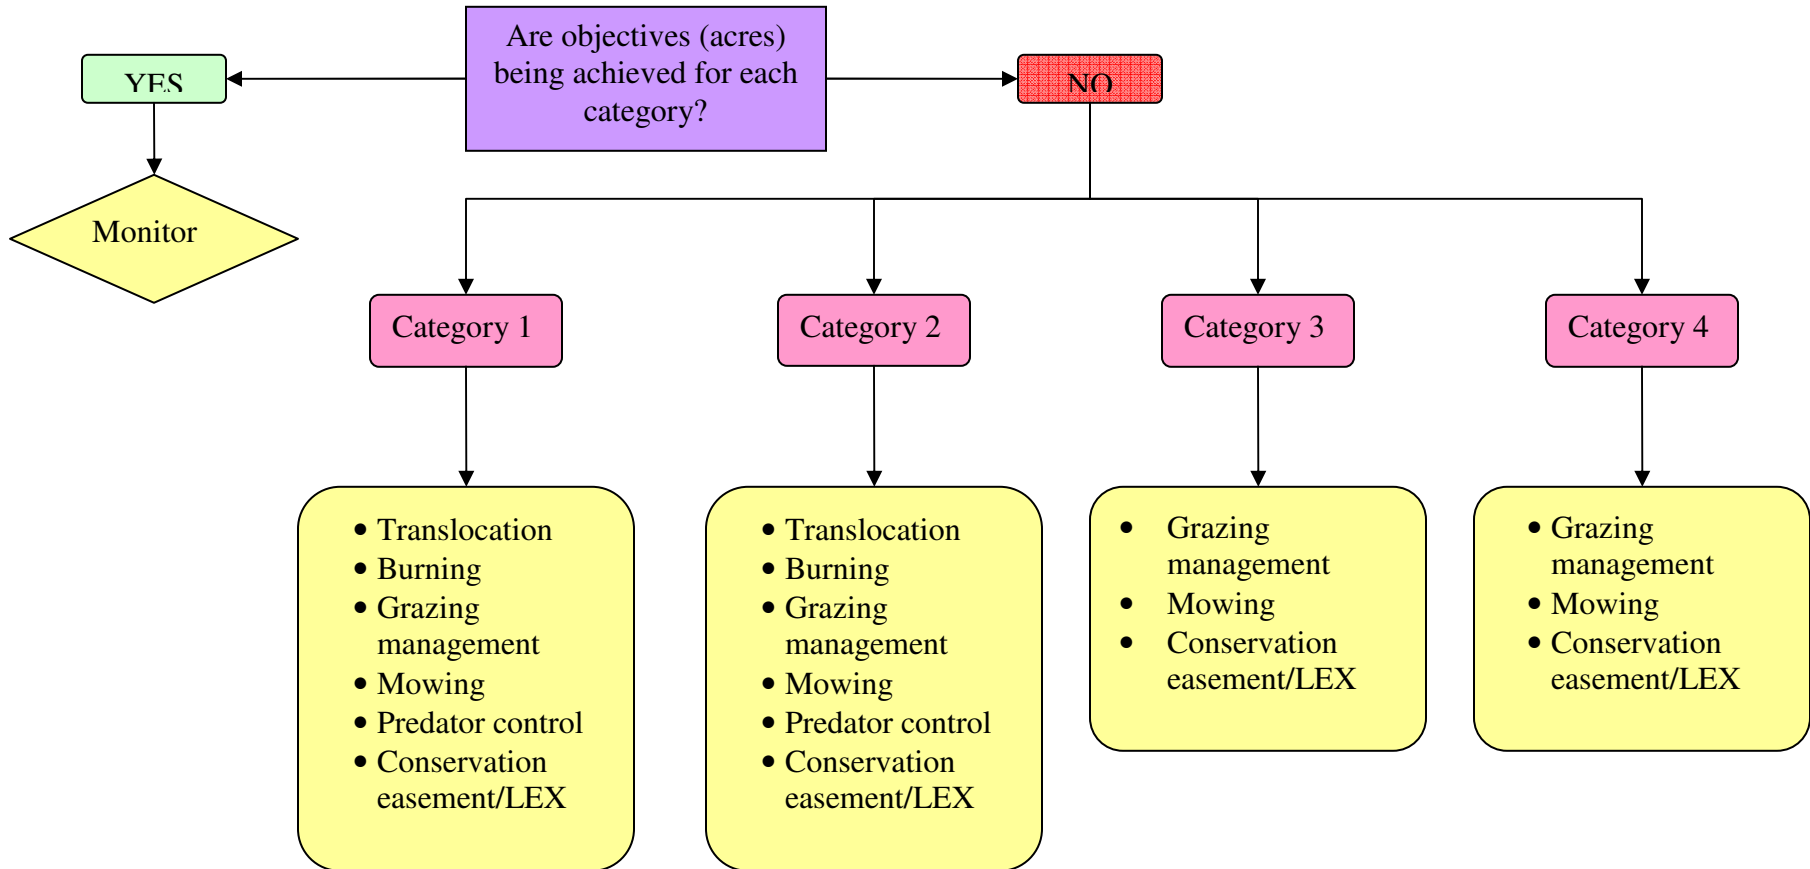 Are objectives (acres)
being achieved for each
category?
YES
NO
Monitor
Category 1
Category 2
Category 3
Category 4
• Translocation
• Burning
• Grazing
management
• Mowing
• Predator control
• Conservation
easement/LEX
• Translocation
• Burning
• Grazing
management
• Mowing
• Predator control
• Conservation
easement/LEX
• Grazing
management
• Mowing
• Conservation
easement/LEX
• Grazing
management
• Mowing
• Conservation
easement/LEX